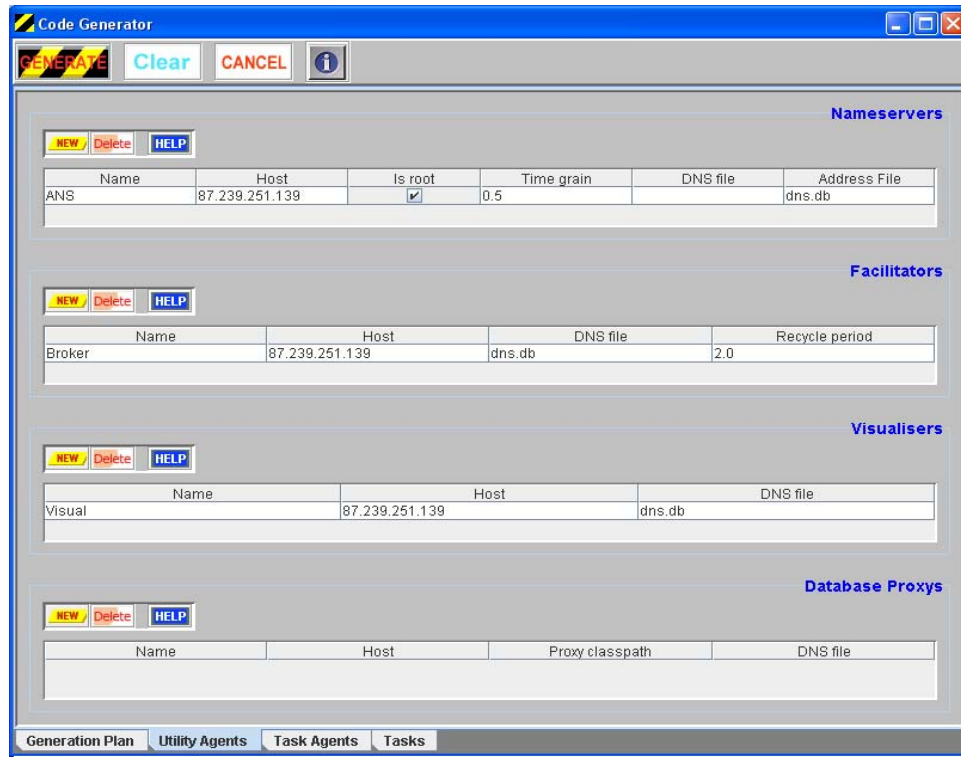 Code Generator
GENERATE Clear CANCEL i
Nameservers
NEW Delete HELP
Name Host Is root Time grain DNS file Address File
ANS 87.239.251.139 0.5 dns.db
Facilitators
NEW Delete HELP
Name Host DNS file Recycle period
Broker 87.239.251.139 dns.db 2.0
Visualisers
NEW Delete HELP
Name Host DNS file
Visual 87.239.251.139 dns.db
Database Proxys
NEW Delete HELP
Name Host Proxy classpath DNS file
Generation Plan Utility Agents Task Agents Tasks